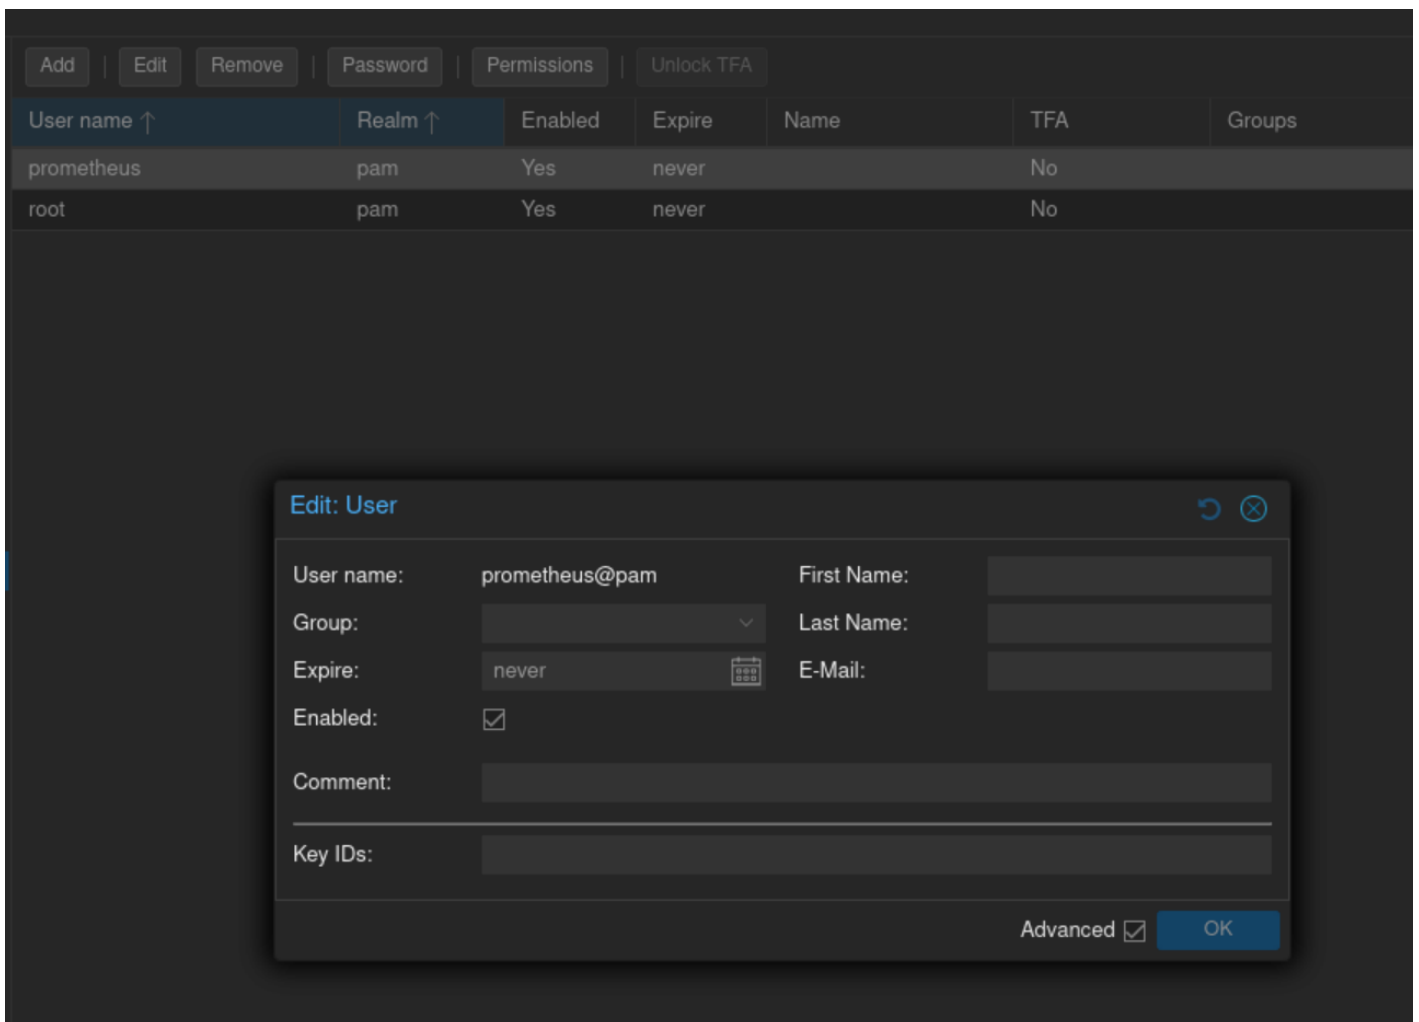 Add | Edit Remove | Password | Permissions | Unlock TFA
User name ↑ Realm ↑ Enabled Expire Name TFA Groups
prometheus pam Yes never No
root pam Yes never No
Edit: User
User name: prometheus@pam First Name:
Group: Last Name:
Expire: never E-Mail:
Enabled:
Comment:
Key IDs:
Advanced OK